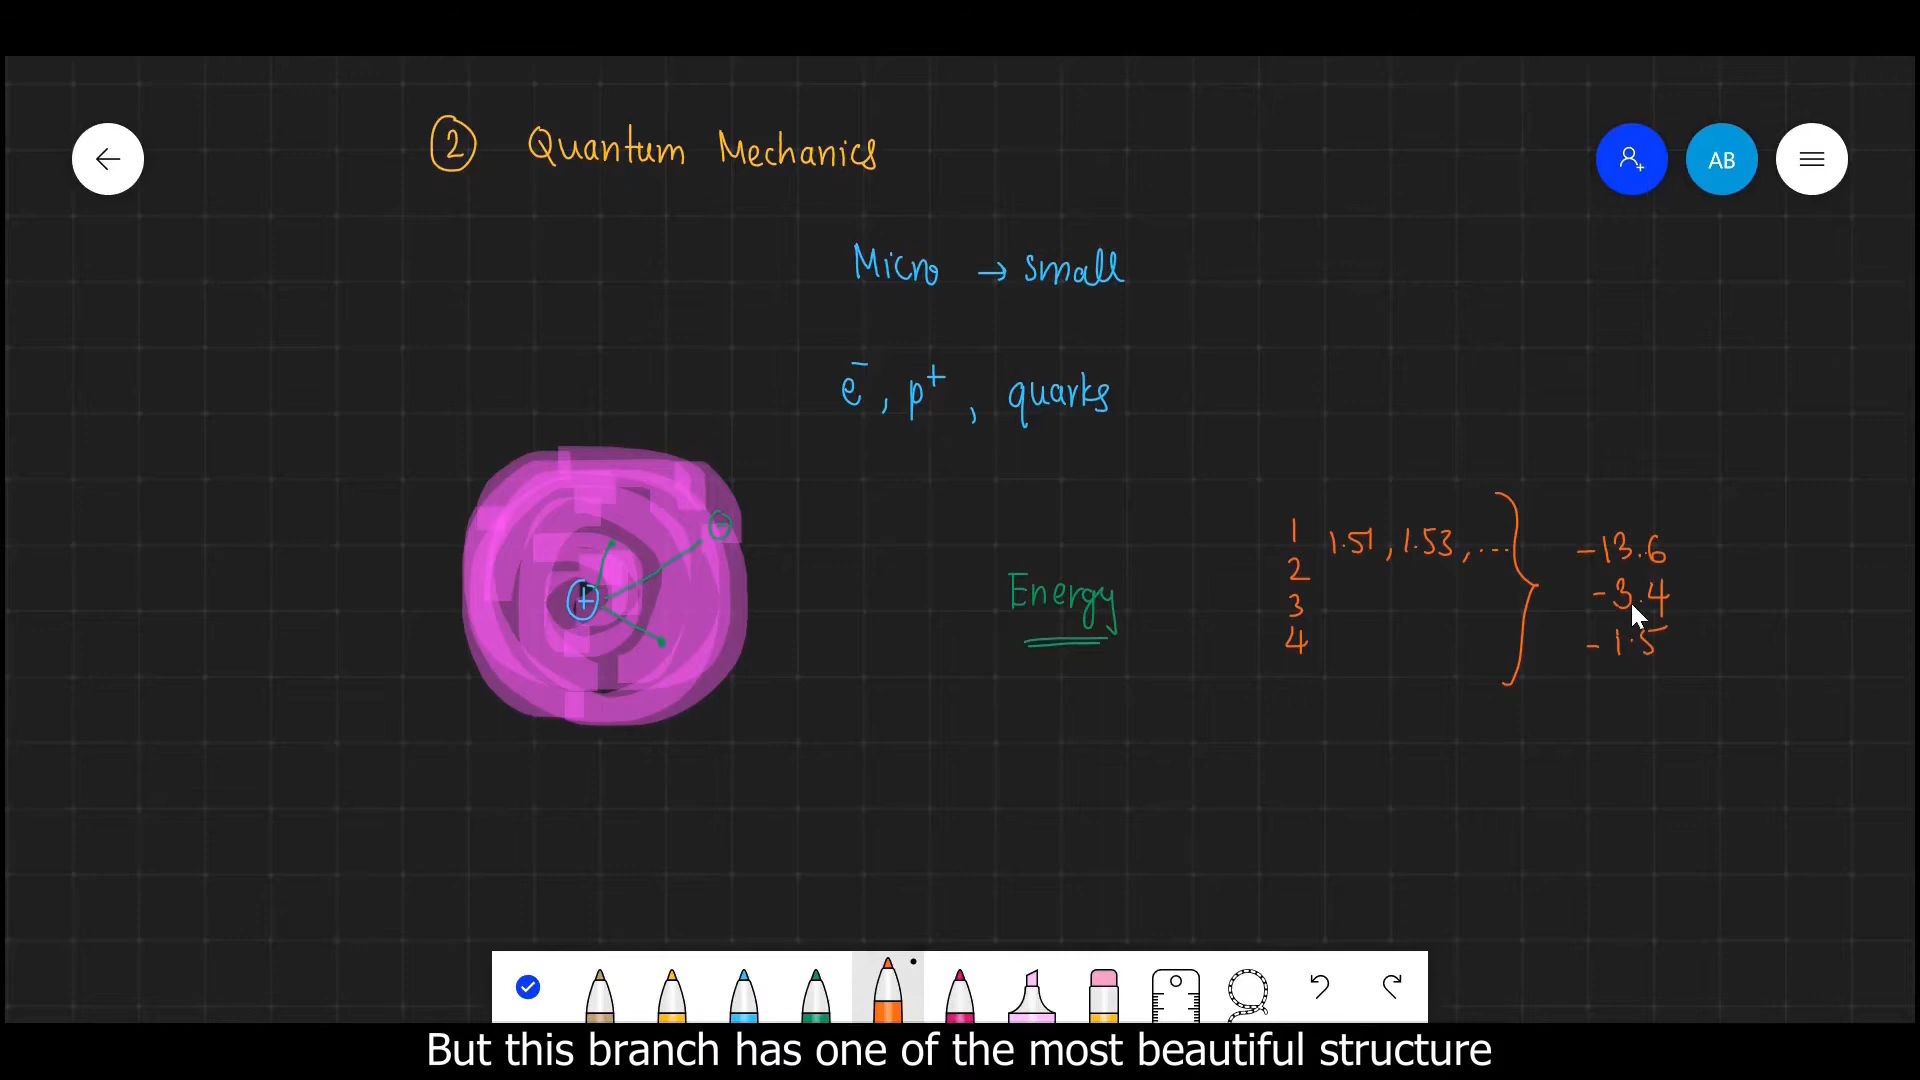 ② Quantum Mechanics
AB
Micro → small
e⁻, p⁺, quarks
⊖
⊕
Energy
1 1.51, 1.53, ...
2
3
4
-13.6
-3.4
-1.5
But this branch has one of the most beautiful structure